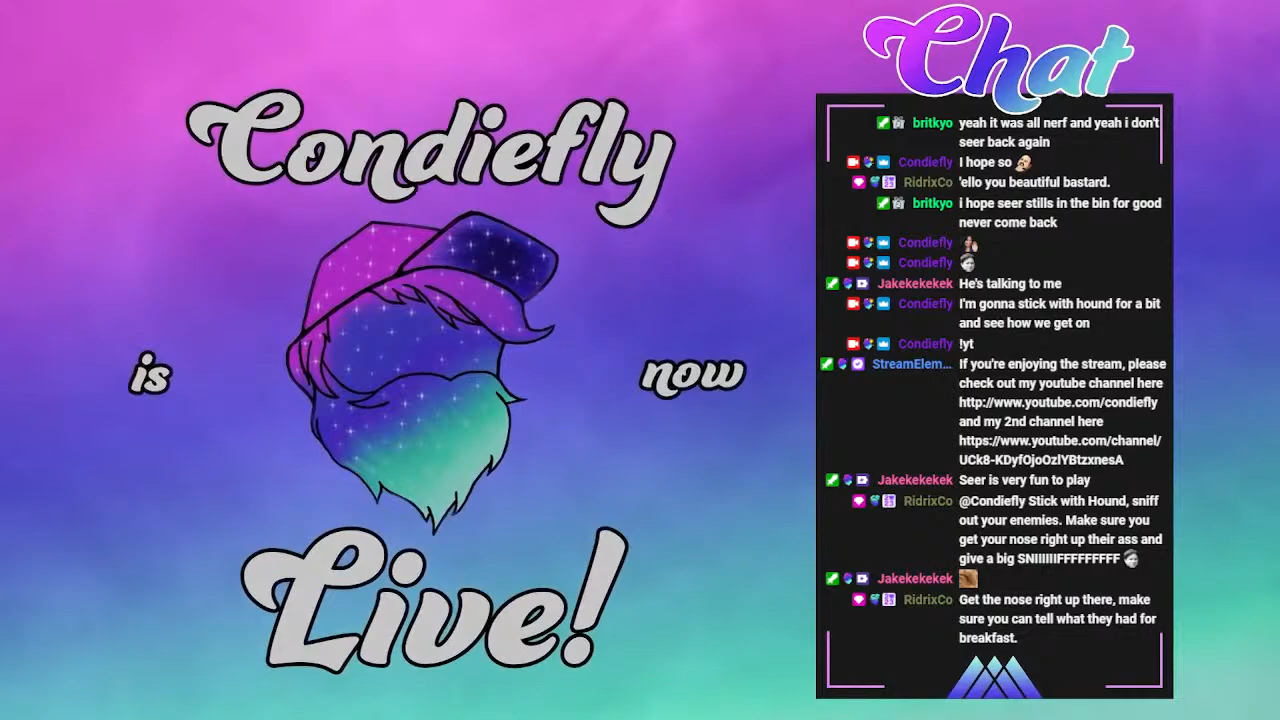 Condiefly
is
now
Live!
Chat
britkyo yeah it was all nerf and yeah i don't
seer back again
Condiefly I hope so
RidrixCo 'ello you beautiful bastard.
britkyo i hope seer stills in the bin for good
never come back
Condiefly
Condiefly
Jakekekekek He's talking to me
Condiefly I'm gonna stick with hound for a bit
and see how we get on
Condiefly !yt
StreamElem... If you're enjoying the stream, please
check out my youtube channel here
http://www.youtube.com/condiefly
and my 2nd channel here
https://www.youtube.com/channel/
UCk8-KDyfOjoOzlYBtzxnesA
Jakekekekek Seer is very fun to play
RidrixCo @Condiefly Stick with Hound, sniff
out your enemies. Make sure you
get your nose right up their ass and
give a big SNIIIIIIFFFFFFFFF
Jakekekekek
RidrixCo Get the nose right up there, make
sure you can tell what they had for
breakfast.